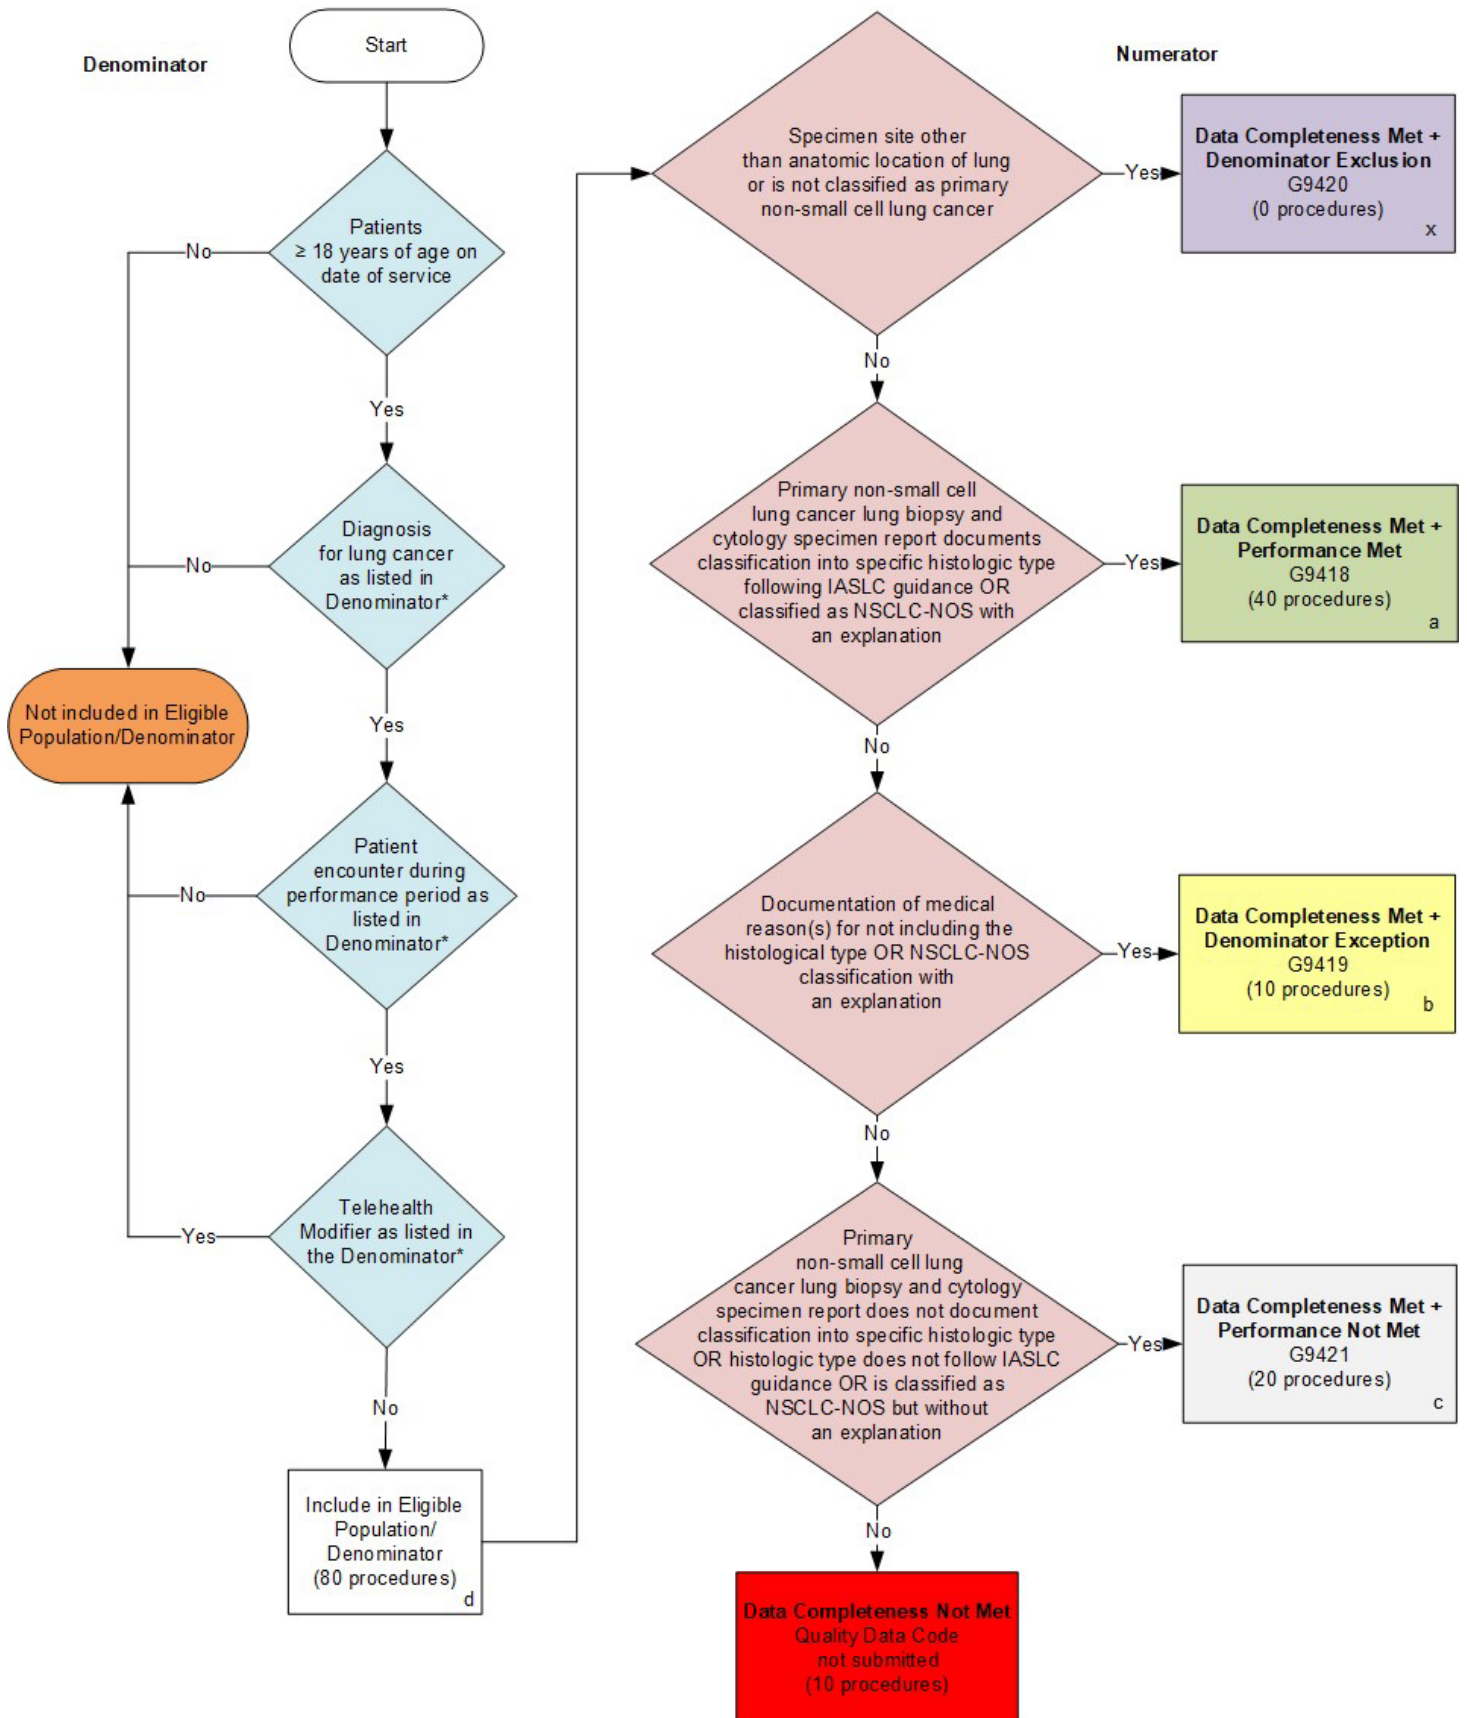 Denominator
Start
Patients
≥ 18 years of age on
date of service
No
Yes
Diagnosis
for lung cancer
as listed in
Denominator*
No
Yes
Not included in Eligible
Population/Denominator
Patient
encounter during
performance period as
listed in
Denominator*
No
Yes
Telehealth
Modifier as listed in
the Denominator*
Yes
No
Include in Eligible
Population/
Denominator
(80 procedures)
d
Numerator
Specimen site other
than anatomic location of lung
or is not classified as primary
non-small cell lung cancer
Yes
Data Completeness Met +
Denominator Exclusion
G9420
(0 procedures)
x
No
Primary non-small cell
lung cancer lung biopsy and
cytology specimen report documents
classification into specific histologic type
following IASLC guidance OR
classified as NSCLC-NOS with
an explanation
Yes
Data Completeness Met +
Performance Met
G9418
(40 procedures)
a
No
Documentation of medical
reason(s) for not including the
histological type OR NSCLC-NOS
classification with
an explanation
Yes
Data Completeness Met +
Denominator Exception
G9419
(10 procedures)
b
No
Primary
non-small cell lung
cancer lung biopsy and cytology
specimen report does not document
classification into specific histologic type
OR histologic type does not follow IASLC
guidance OR is classified as
NSCLC-NOS but without
an explanation
Yes
Data Completeness Met +
Performance Not Met
G9421
(20 procedures)
c
No
Data Completeness Not Met
Quality Data Code
not submitted
(10 procedures)